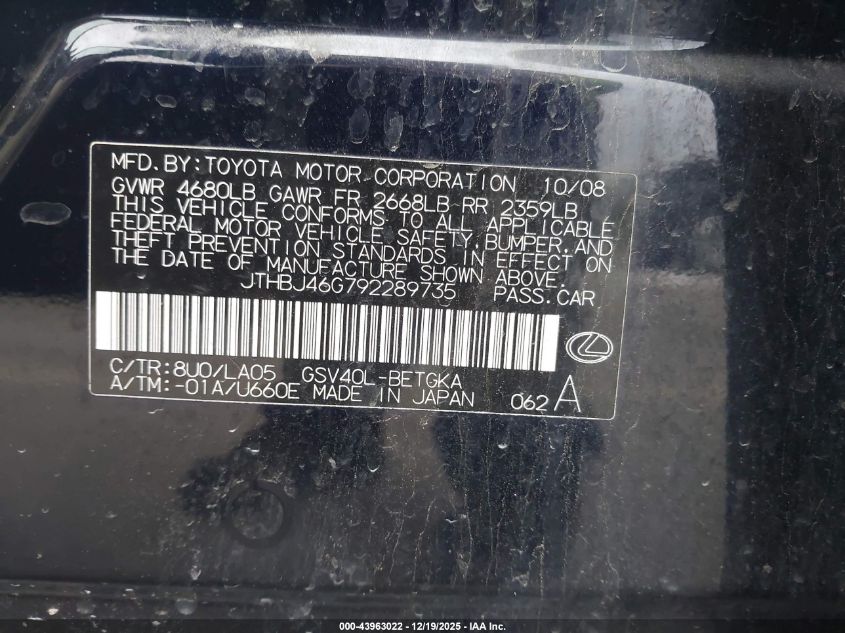 MFD.BY:TOYOTA MOTOR CORPORATION 10/08
GVWR 4680LB GAWR FR 2668LB RR 2359LB
THIS VEHICLE CONFORMS TO ALL APPLICABLE
FEDERAL MOTOR VEHICLE SAFETY,BUMPER,AND
THEFT PREVENTION STANDARDS IN EFFECT ON
THE DATE OF MANUFACTURE SHOWN ABOVE.
JTHBJ46G792289735 PASS.CAR
C/TR:8U0/LA05 GSV40L-BETGKA
A/TM:-01A/U660E MADE IN JAPAN 062A
000-43963022 - 12/19/2025 - IAA Inc.